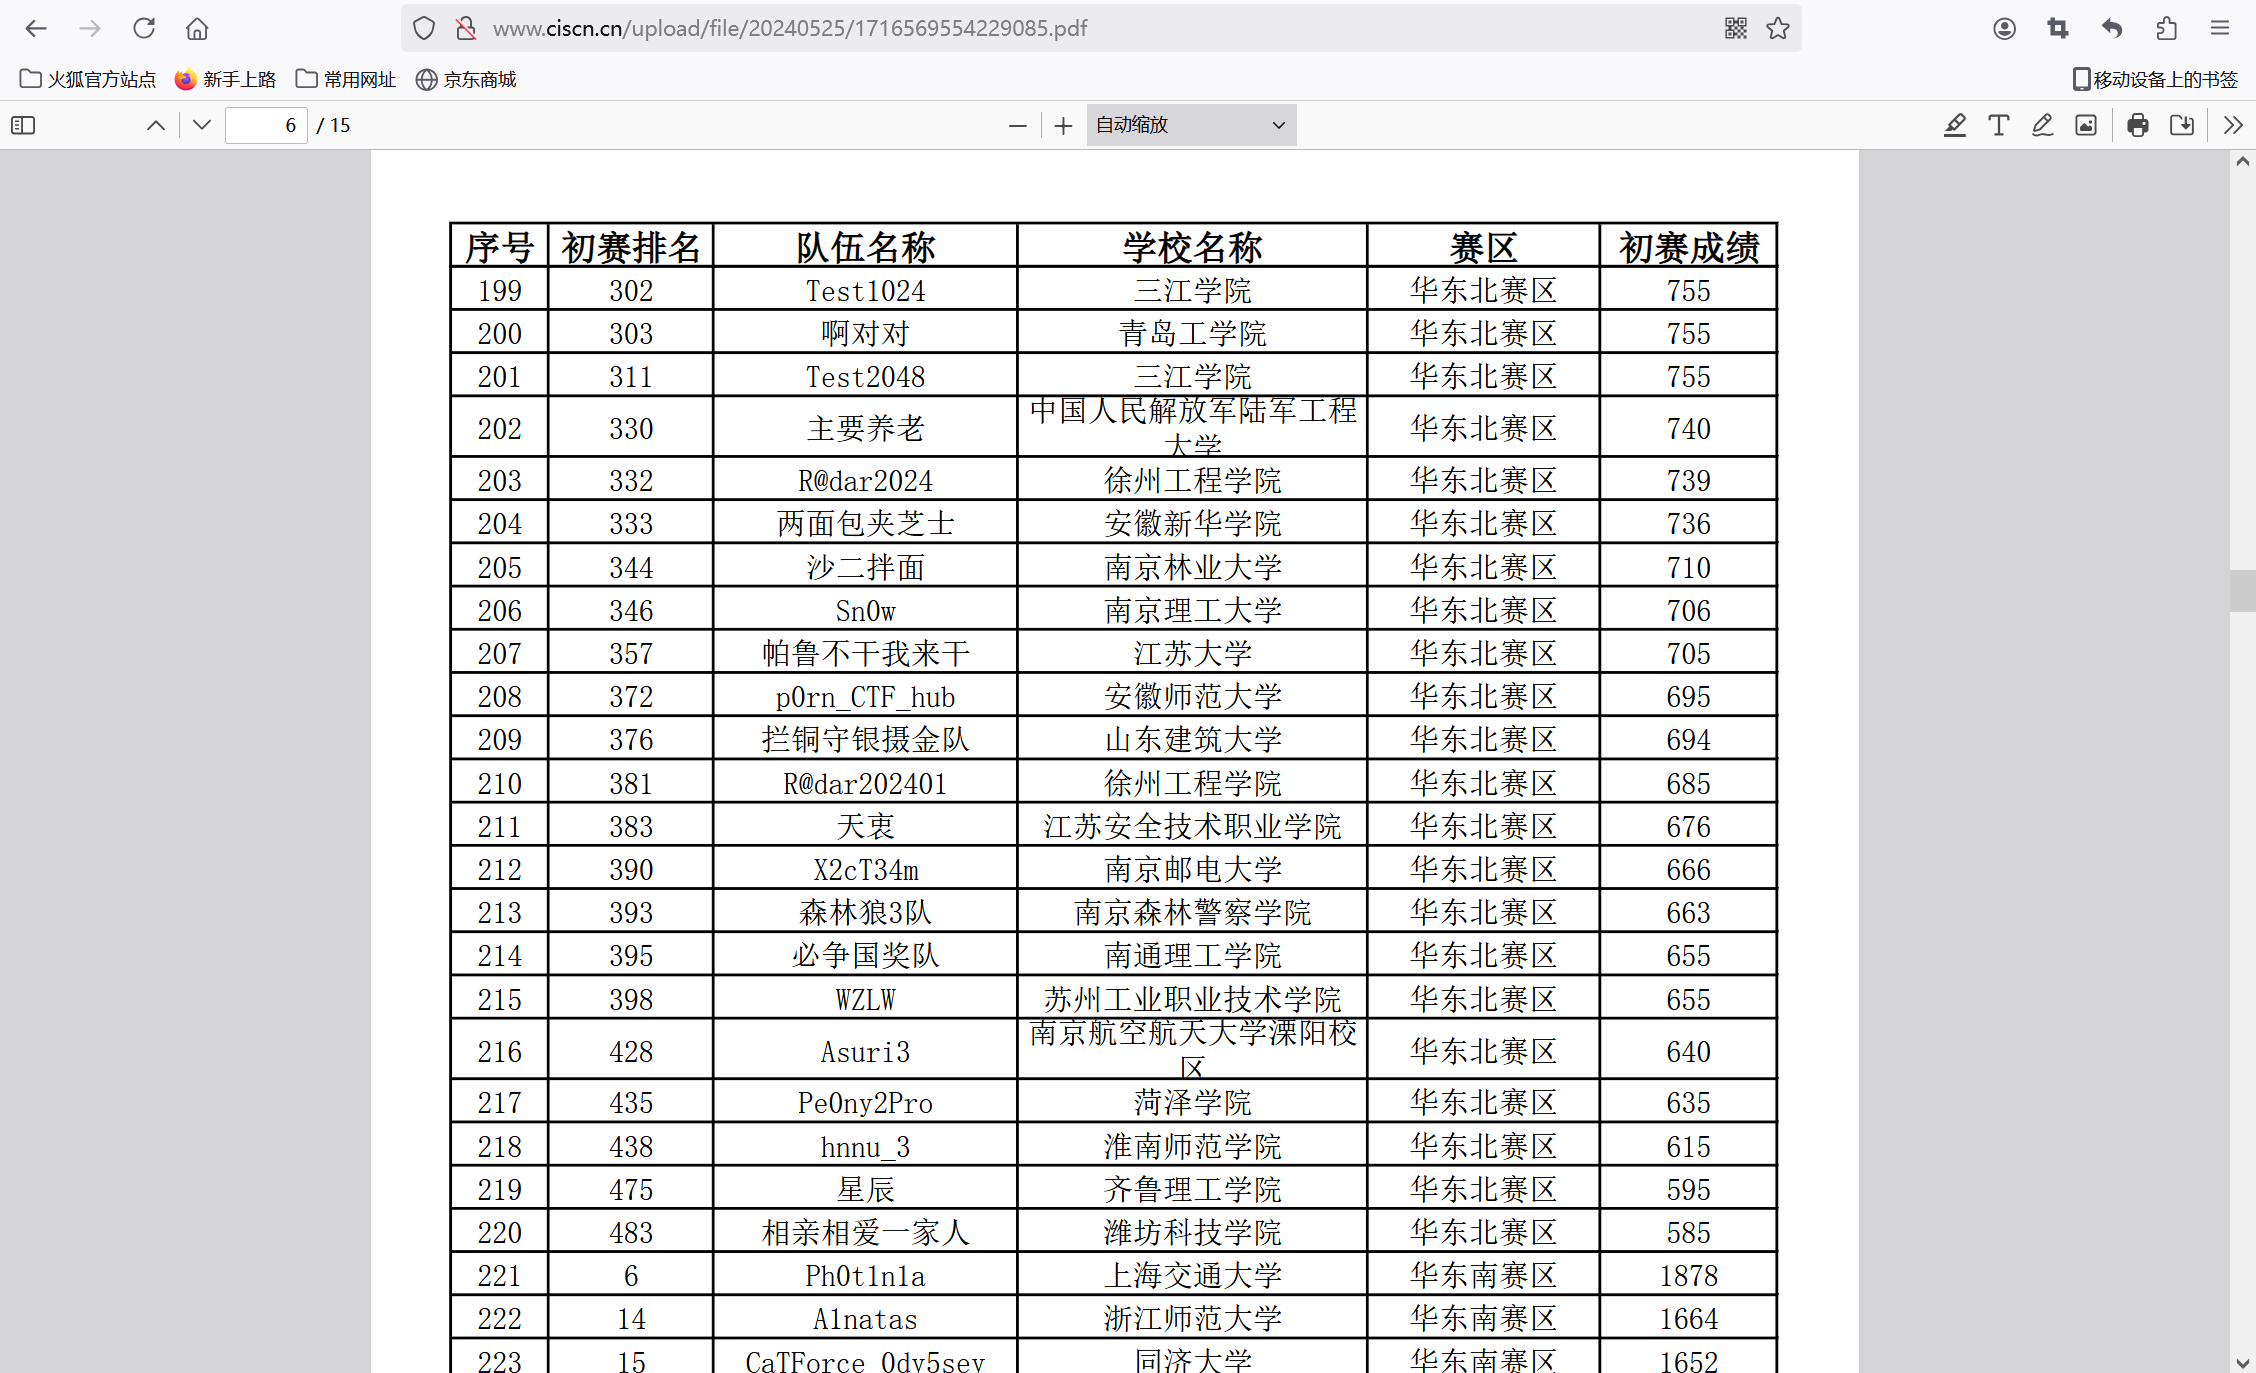 www.ciscn.cn/upload/file/20240525/1716569554229085.pdf
火狐官方站点 新手上路 常用网址 京东商城 移动设备上的书签
6 / 15 自动缩放
序号 初赛排名 队伍名称 学校名称 赛区 初赛成绩
199 302 Test1024 三江学院 华东北赛区 755
200 303 啊对对 青岛工学院 华东北赛区 755
201 311 Test2048 三江学院 华东北赛区 755
202 330 主要养老 中国人民解放军陆军工程 华东北赛区 740
大学
203 332 R@dar2024 徐州工程学院 华东北赛区 739
204 333 两面包夹芝士 安徽新华学院 华东北赛区 736
205 344 沙二拌面 南京林业大学 华东北赛区 710
206 346 Sn0w 南京理工大学 华东北赛区 706
207 357 帕鲁不干我来干 江苏大学 华东北赛区 705
208 372 p0rn_CTF_hub 安徽师范大学 华东北赛区 695
209 376 拦铜守银摄金队 山东建筑大学 华东北赛区 694
210 381 R@dar202401 徐州工程学院 华东北赛区 685
211 383 天衷 江苏安全技术职业学院 华东北赛区 676
212 390 X2cT34m 南京邮电大学 华东北赛区 666
213 393 森林狼3队 南京森林警察学院 华东北赛区 663
214 395 必争国奖队 南通理工学院 华东北赛区 655
215 398 WZLW 苏州工业职业技术学院 华东北赛区 655
216 428 Asuri3 南京航空航天大学溧阳校 华东北赛区 640
区
217 435 Pe0ny2Pro 菏泽学院 华东北赛区 635
218 438 hnnu_3 淮南师范学院 华东北赛区 615
219 475 星辰 齐鲁理工学院 华东北赛区 595
220 483 相亲相爱一家人 潍坊科技学院 华东北赛区 585
221 6 Ph0t1n1a 上海交通大学 华东南赛区 1878
222 14 A1natas 浙江师范大学 华东南赛区 1664
223 15 CaTForce_0dy5sey 同济大学 华东南赛区 1652